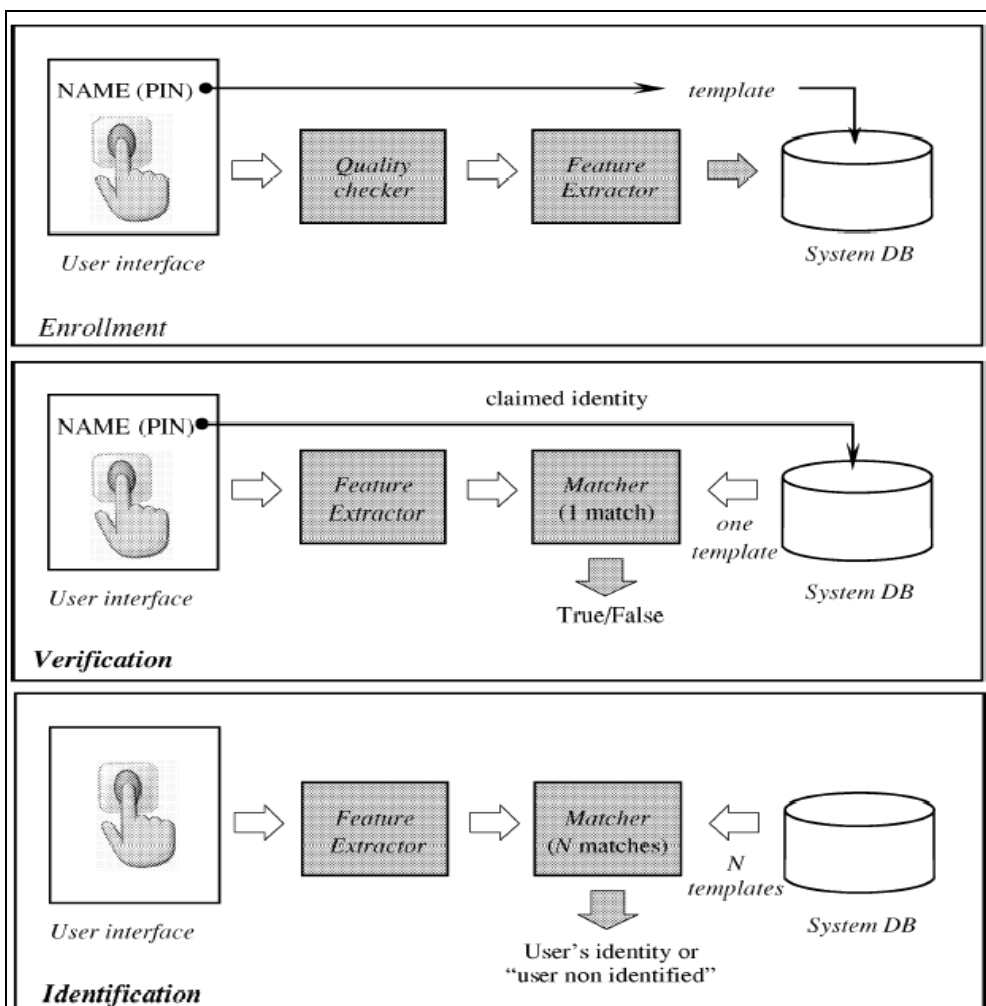 NAME (PIN)
template
Quality
checker
Feature
Extractor
User interface
System DB
Enrollment
claimed identity
NAME (PIN)
Feature
Extractor
Matcher
(1 match)
one
template
User interface
True/False
System DB
Verification
Feature
Extractor
Matcher
(N matches)
N
templates
User interface
System DB
User's identity or
“user non identified”
Identification